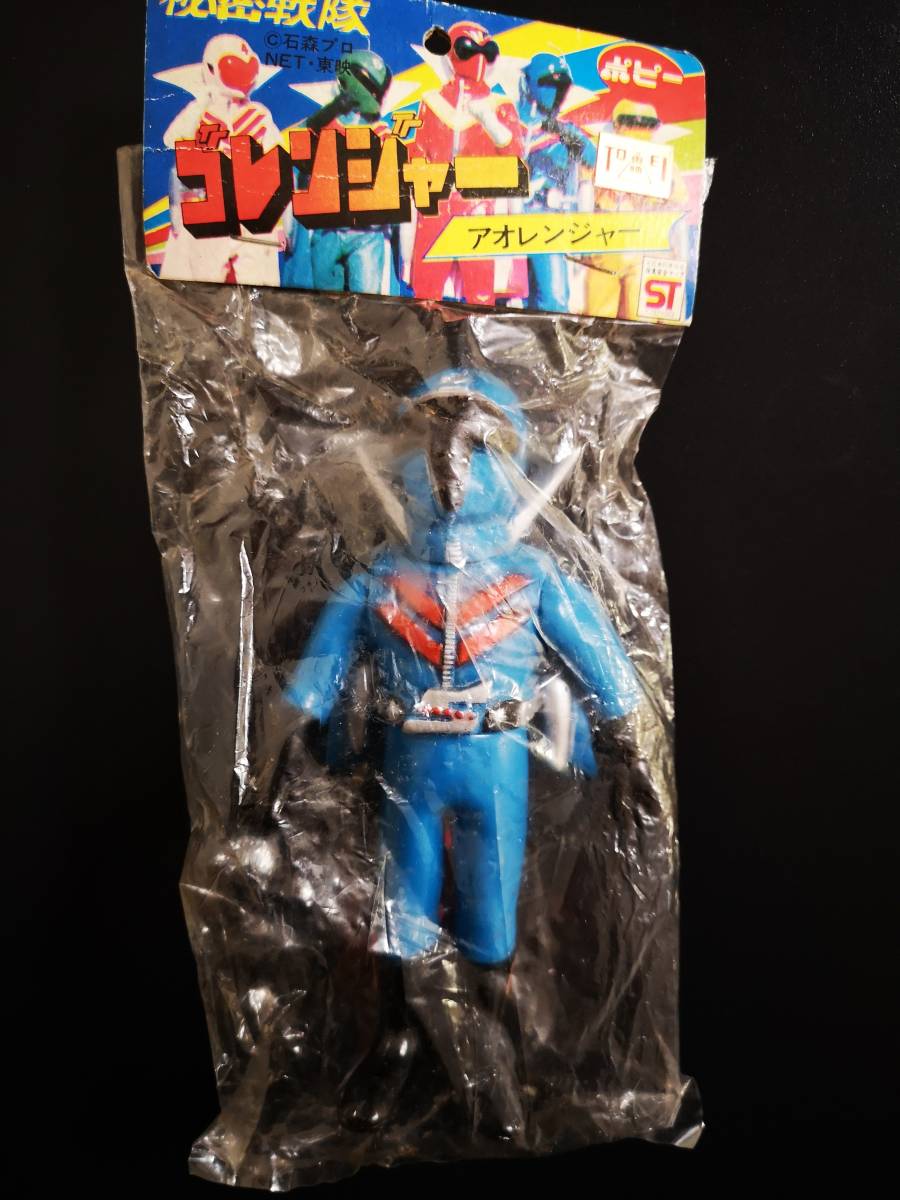 秘密戦隊
©石森プロ
NET・東映
ポピー
ゴレンジャー
アオレンジャー
ST